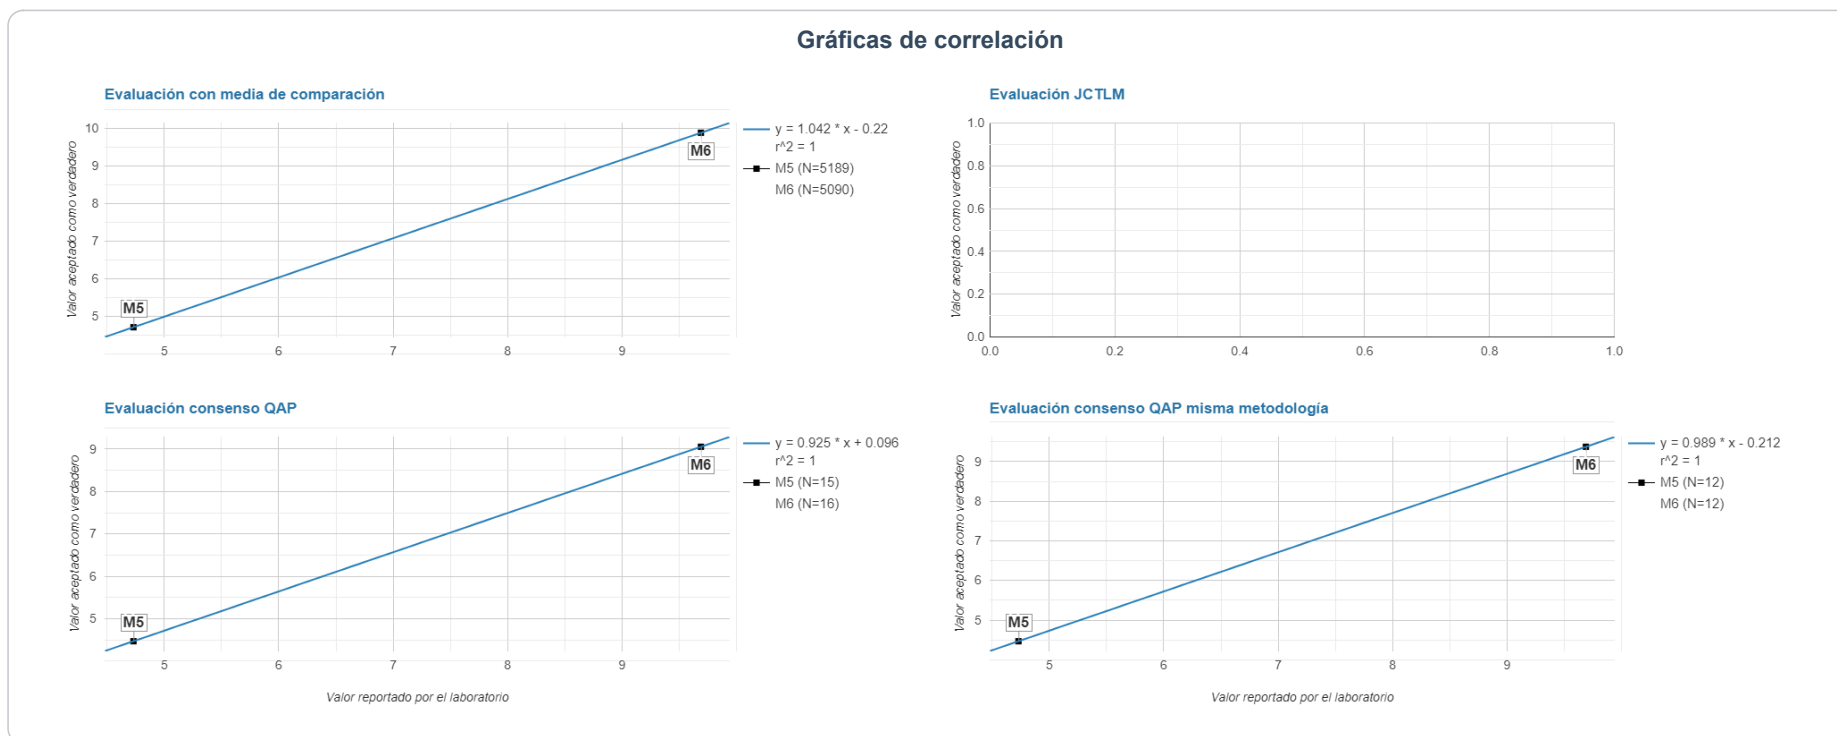 Gráficas de correlación
Evaluación con media de comparación
Valor aceptado como verdadero
10
9
8
7
6
5
M5
M6
5
6
7
8
9
y = 1.042 * x - 0.22
r^2 = 1
M5 (N=5189)
M6 (N=5090)
Evaluación JCTLM
Valor aceptado como verdadero
1.0
0.8
0.6
0.4
0.2
0.0
0.0
0.2
0.4
0.6
0.8
1.0
Evaluación consenso QAP
Valor aceptado como verdadero
9
8
7
6
5
M5
M6
5
6
7
8
9
Valor reportado por el laboratorio
y = 0.925 * x + 0.096
r^2 = 1
M5 (N=15)
M6 (N=16)
Evaluación consenso QAP misma metodología
Valor aceptado como verdadero
9
8
7
6
5
M5
M6
5
6
7
8
9
Valor reportado por el laboratorio
y = 0.989 * x - 0.212
r^2 = 1
M5 (N=12)
M6 (N=12)